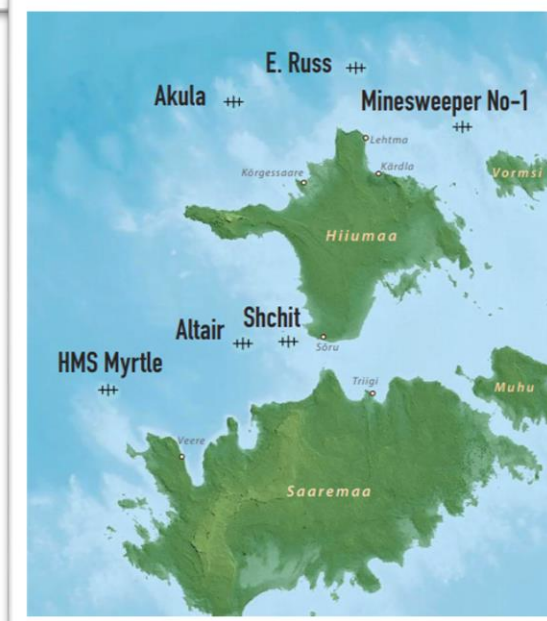 E. Russ
Akula
Minesweeper No-1
Lehtma
Kärdla
Kõrgessaare
Vormsi
Hiiumaa
Shchit
Altair
Sõru
HMS Myrtle
Triigi
Muhu
Veere
Saaremaa